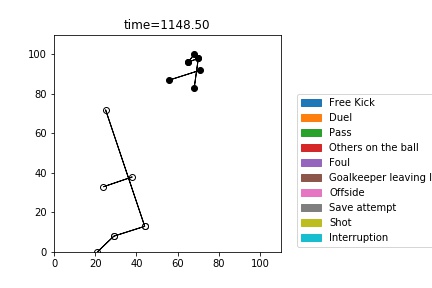 time=1148.50
100
80
60
40
20
0
0 20 40 60 80 100
Free Kick
Duel
Pass
Others on the ball
Foul
Goalkeeper leaving l
Offside
Save attempt
Shot
Interruption